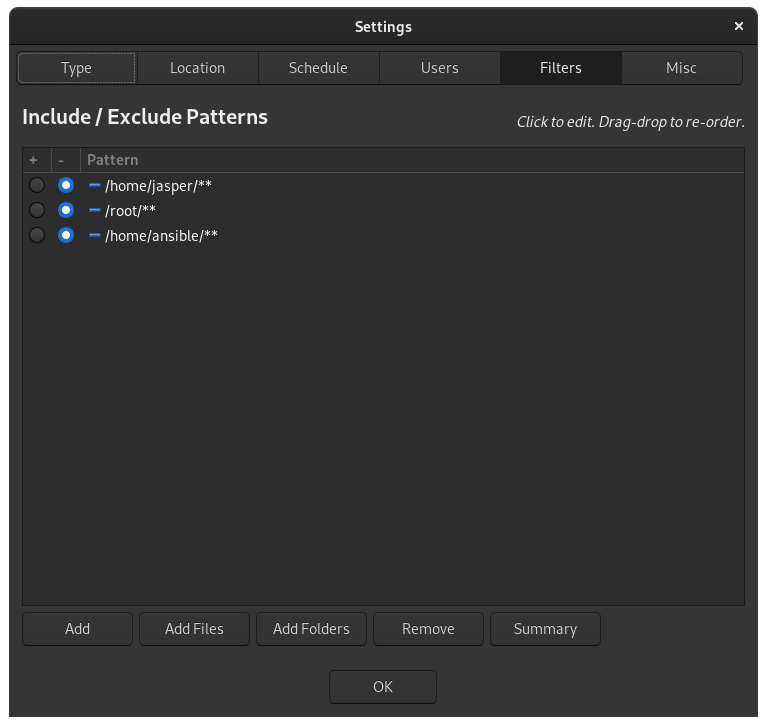 Settings
Type Location Schedule Users Filters Misc
Include / Exclude Patterns
Click to edit. Drag-drop to re-order.
+ - Pattern
/home/jasper/**
/root/**
/home/ansible/**
Add Add Files Add Folders Remove Summary
OK